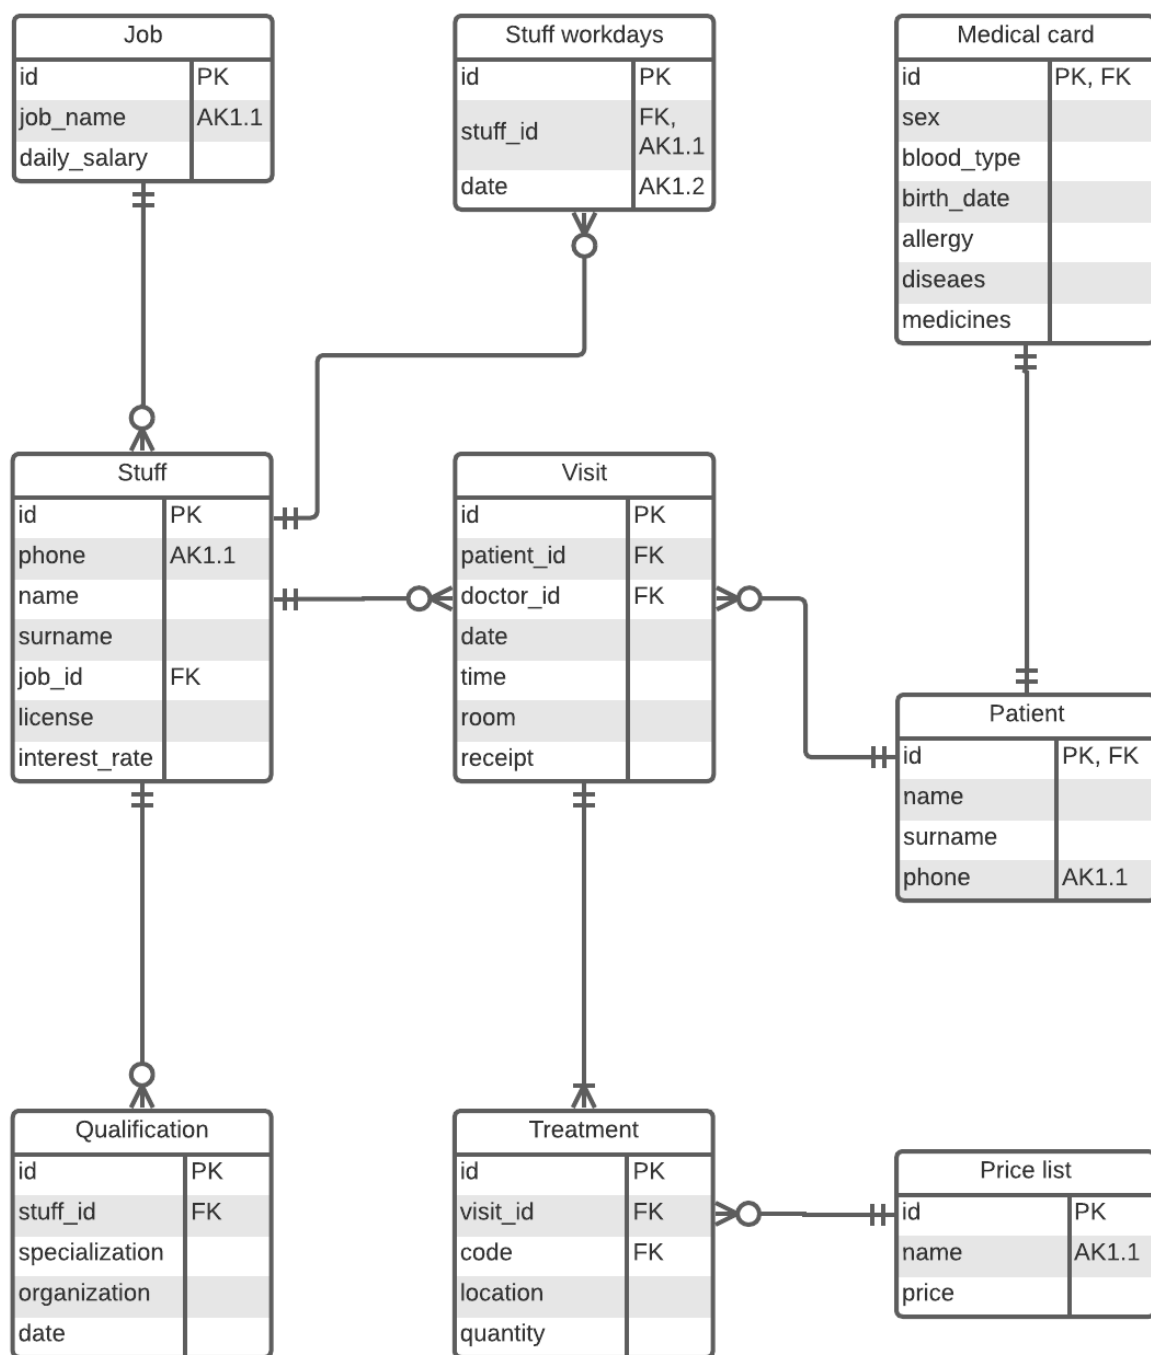 Job
id PK
job_name AK1.1
daily_salary
Stuff workdays
id PK
stuff_id FK,
AK1.1
date AK1.2
Medical card
id PK, FK
sex
blood_type
birth_date
allergy
diseaes
medicines
Stuff
id PK
phone AK1.1
name
surname
job_id FK
license
interest_rate
Visit
id PK
patient_id FK
doctor_id FK
date
time
room
receipt
Patient
id PK, FK
name
surname
phone AK1.1
Qualification
id PK
stuff_id FK
specialization
organization
date
Treatment
id PK
visit_id FK
code FK
location
quantity
Price list
id PK
name AK1.1
price